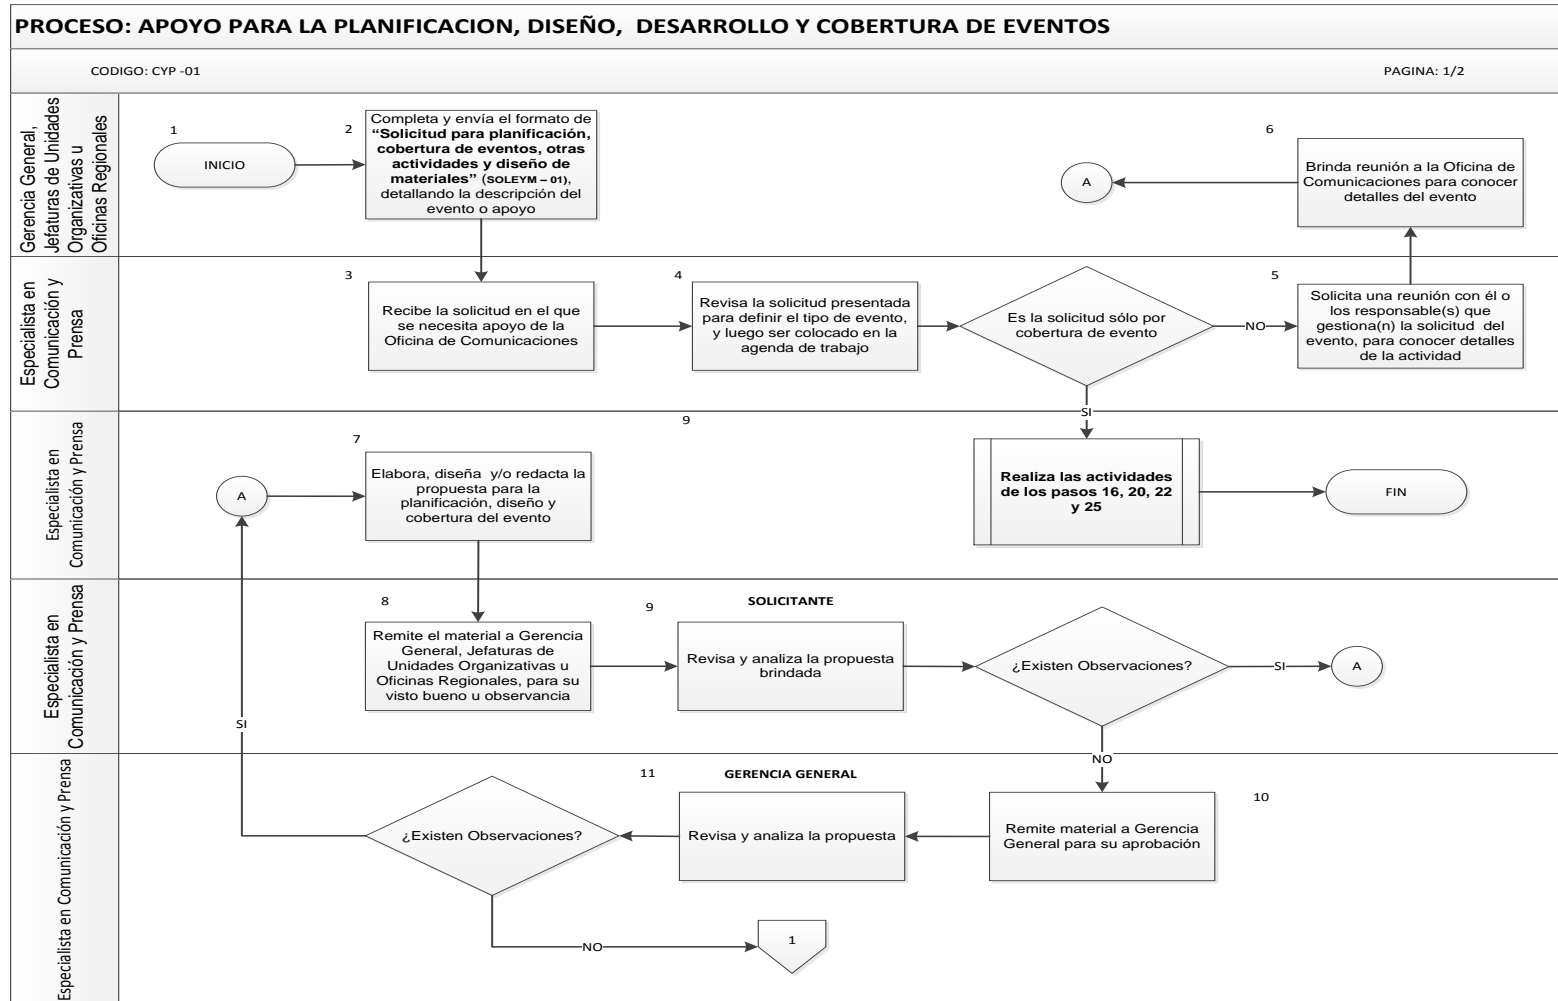 PROCESO: APOYO PARA LA PLANIFICACION, DISEÑO, DESARROLLO Y COBERTURA DE EVENTOS
CODIGO: CYP -01
PAGINA: 1/2
Gerencia General,
Jefaturas de Unidades
Organizativas u
Oficinas Regionales
1
INICIO
2
Completa y envía el formato de
“Solicitud para planificación,
cobertura de eventos, otras
actividades y diseño de
materiales” (SOLEYM – 01),
detallando la descripción del
evento o apoyo
A
6
Brinda reunión a la Oficina de
Comunicaciones para conocer
detalles del evento
Especialista en
Comunicación y
Prensa
3
Recibe la solicitud en el que
se necesita apoyo de la
Oficina de Comunicaciones
4
Revisa la solicitud presentada
para definir el tipo de evento,
y luego ser colocado en la
agenda de trabajo
Es la solicitud sólo por
cobertura de evento
NO
5
Solicita una reunión con él o
los responsable(s) que
gestiona(n) la solicitud del
evento, para conocer detalles
de la actividad
SI
Especialista en
Comunicación y Prensa
A
7
Elabora, diseña y/o redacta la
propuesta para la
planificación, diseño y
cobertura del evento
9
Realiza las actividades
de los pasos 16, 20, 22
y 25
FIN
Especialista en
Comunicación y Prensa
8
Remite el material a Gerencia
General, Jefaturas de
Unidades Organizativas u
Oficinas Regionales, para su
visto bueno u observancia
9
SOLICITANTE
Revisa y analiza la propuesta
brindada
¿Existen Observaciones?
SI
A
SI
NO
Especialista en Comunicación y Prensa
¿Existen Observaciones?
11
GERENCIA GENERAL
Revisa y analiza la propuesta
Remite material a Gerencia
General para su aprobación
10
NO
1